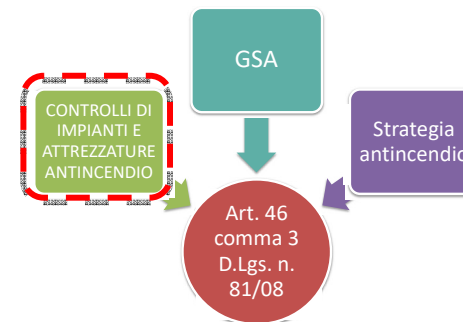 GSA
CONTROLLI DI
IMPIANTI E
ATTREZZATURE
ANTINCENDIO
Strategia
antincendio
Art. 46
comma 3
D.Lgs. n.
81/08